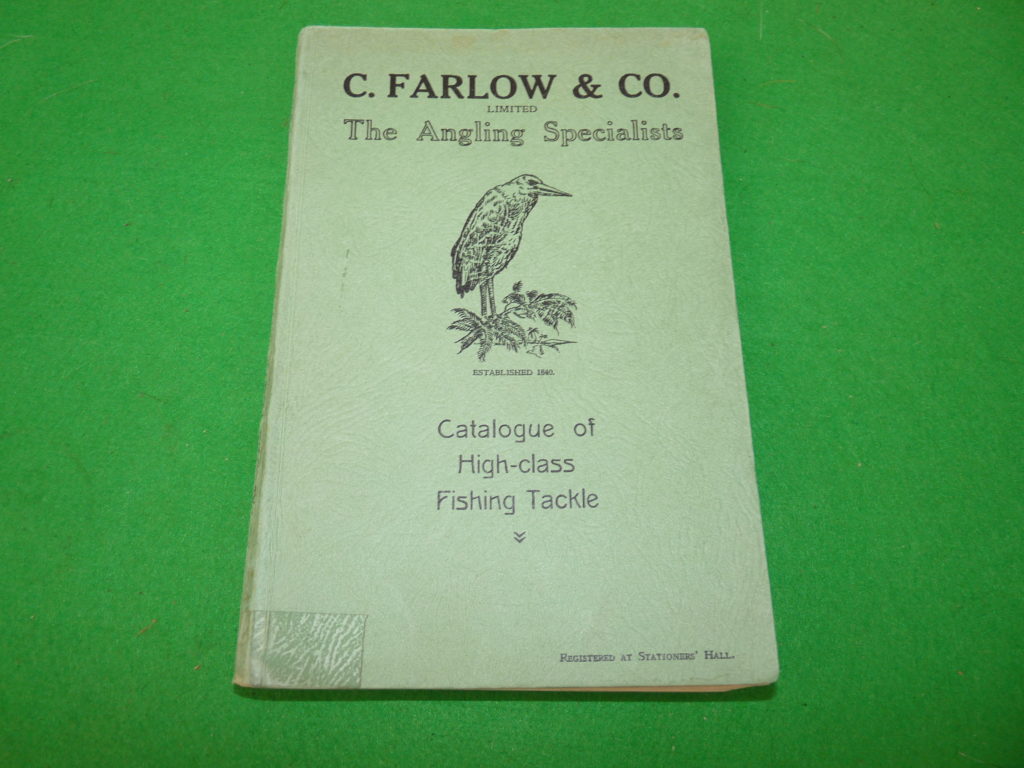 C. FARLOW & CO.
LIMITED
The Angling Specialists
ESTABLISHED 1840.
Catalogue of
High-class
Fishing Tackle
REGISTERED AT STATIONERS' HALL.